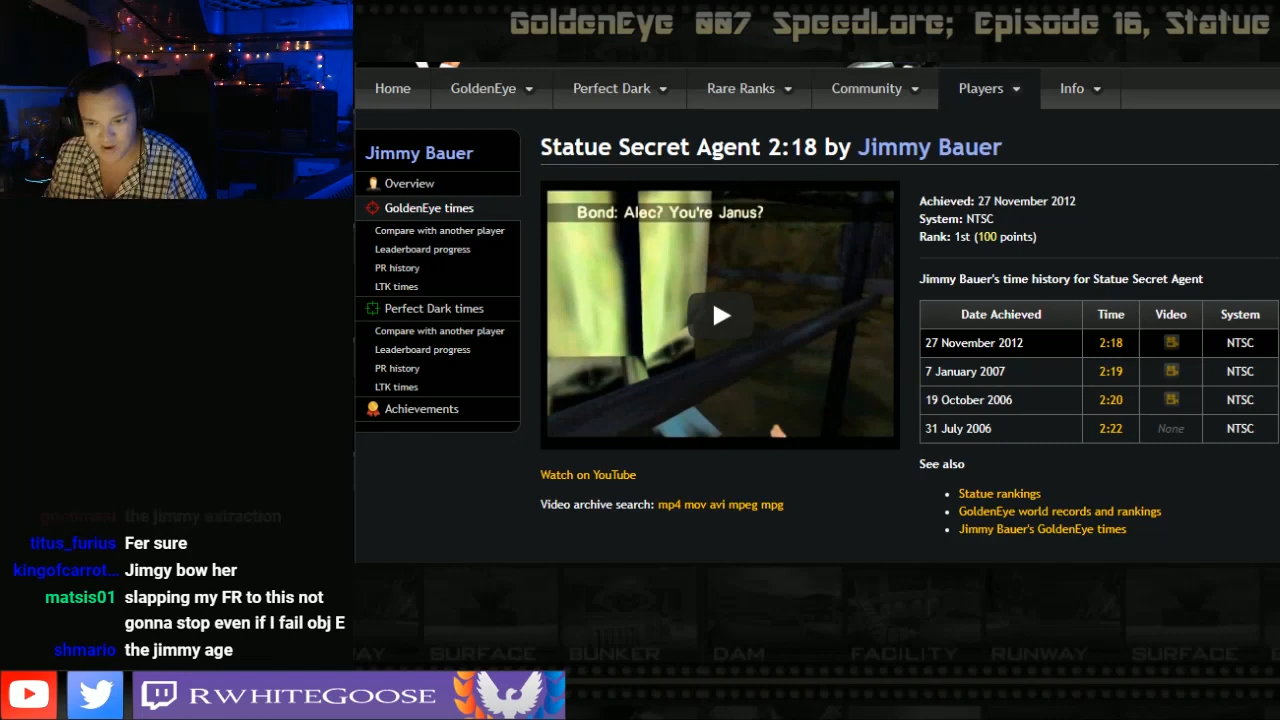 GoldenEye 007 SpeedLore; Episode 16, Statue
Home
GoldenEye
Perfect Dark
Rare Ranks
Community
Players
Info
Jimmy Bauer
Overview
GoldenEye times
Compare with another player
Leaderboard progress
PR history
LTK times
Perfect Dark times
Compare with another player
Leaderboard progress
PR history
LTK times
Achievements
Statue Secret Agent 2:18 by Jimmy Bauer
Bond: Alec? You're Janus?
Watch on YouTube
Video archive search: mp4 mov avi mpeg mpg
Achieved: 27 November 2012
System: NTSC
Rank: 1st (100 points)
Jimmy Bauer's time history for Statue Secret Agent
Date Achieved Time Video System
27 November 2012 2:18 NTSC
7 January 2007 2:19 NTSC
19 October 2006 2:20 NTSC
31 July 2006 2:22 None NTSC
See also
Statue rankings
GoldenEye world records and rankings
Jimmy Bauer's GoldenEye times
the jimmy extraction
titus_furius Fer sure
kingofcarrot... Jimgy bow her
matsis01 slapping my FR to this not
gonna stop even if I fail obj E
shmario the jimmy age
SURFACE BUNKER DAM FACILITY RUNWAY SURFACE
RWHITEGOOSE